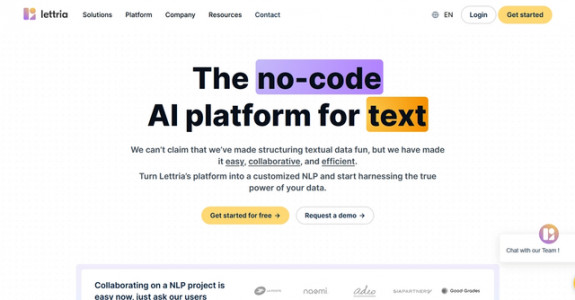 lettria Solutions Platform Company Resources Contact EN Login Get started
The no-code
AI platform for text
We can't claim that we've made structuring textual data fun, but we have made
it easy, collaborative, and efficient.
Turn Lettria's platform into a customized NLP and start harnessing the true
power of your data.
Get started for free → Request a demo →
Chat with our Team !
Collaborating on a NLP project is
easy now, just ask our users
naomi adeo Good Grades